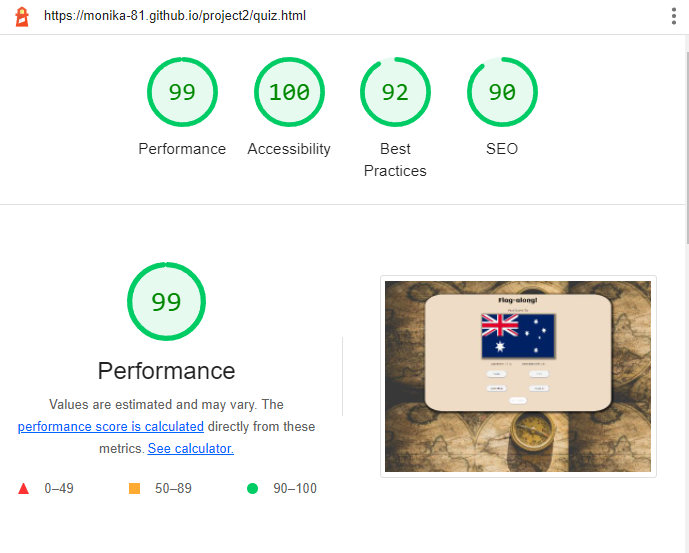 https://monika-81.github.io/project2/quiz.html
99
100
92
90
Performance
Accessibility
Best
Practices
SEO
99
Performance
Values are estimated and may vary. The
performance score is calculated directly from these
metrics. See calculator.
0–49
50–89
90–100
Flag-along!